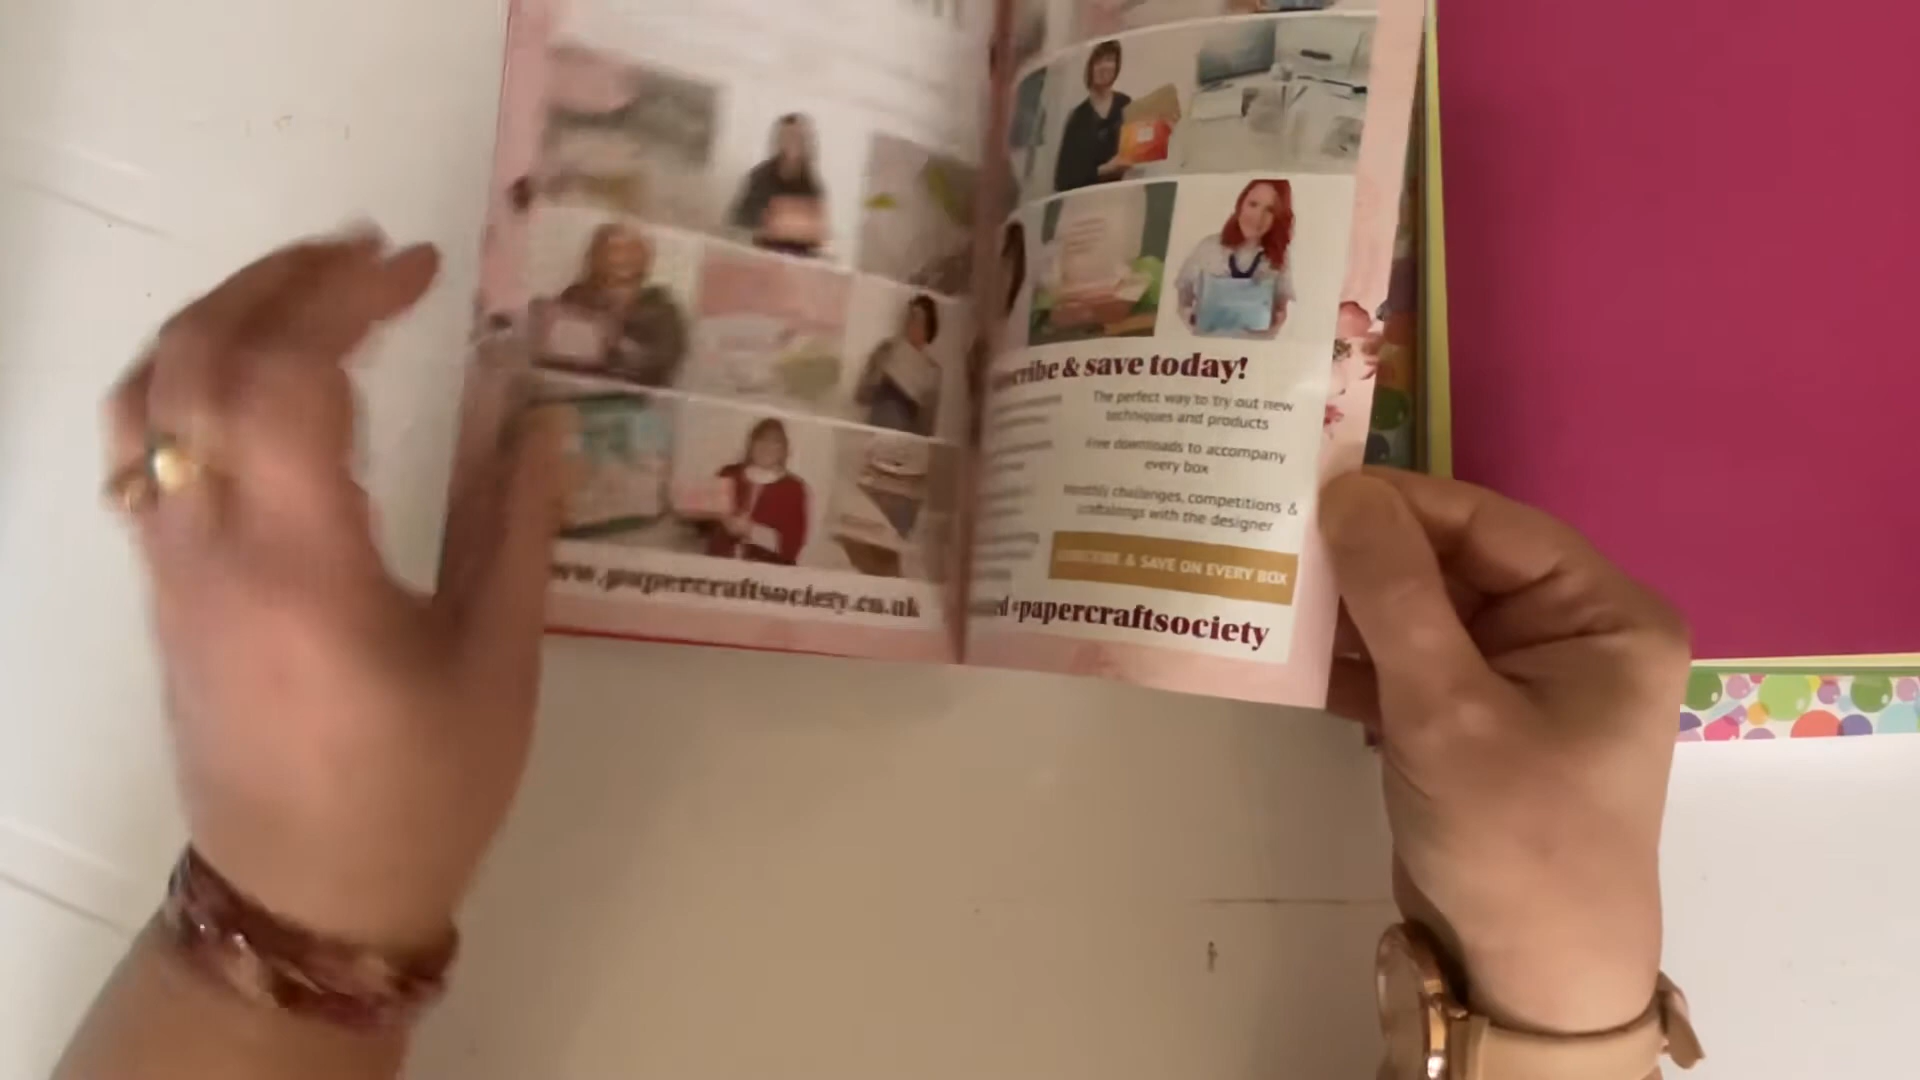 www.papercraftsociety.co.uk
& save today!
The perfect way to try out new
techniques and products
Free downloads to accompany
every box
Monthly challenges, competitions &
craftalongs with the designer
SUBSCRIBE & SAVE ON EVERY BOX
#papercraftsociety